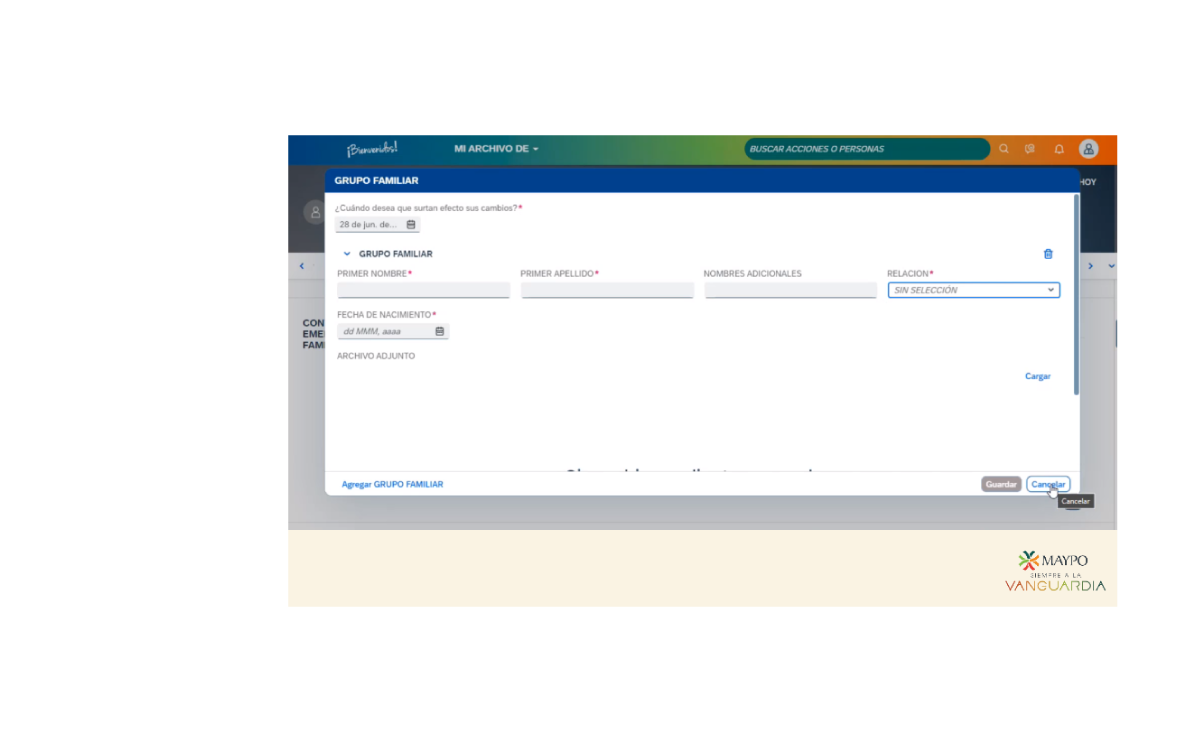 ¡Bienvenidos!
MI ARCHIVO DE
BUSCAR ACCIONES O PERSONAS
HOY
GRUPO FAMILIAR
¿Cuándo desea que surtan efecto sus cambios?*
28 de jun. de...
GRUPO FAMILIAR
PRIMER NOMBRE*
PRIMER APELLIDO*
NOMBRES ADICIONALES
RELACION*
SIN SELECCIÓN
FECHA DE NACIMIENTO*
dd MMM, aaaa
CON
EME
FAMI
ARCHIVO ADJUNTO
Cargar
Agregar GRUPO FAMILIAR
Guardar
Cancelar
Cancelar
MAYPO
SIEMPRE A LA
VANGUARDIA